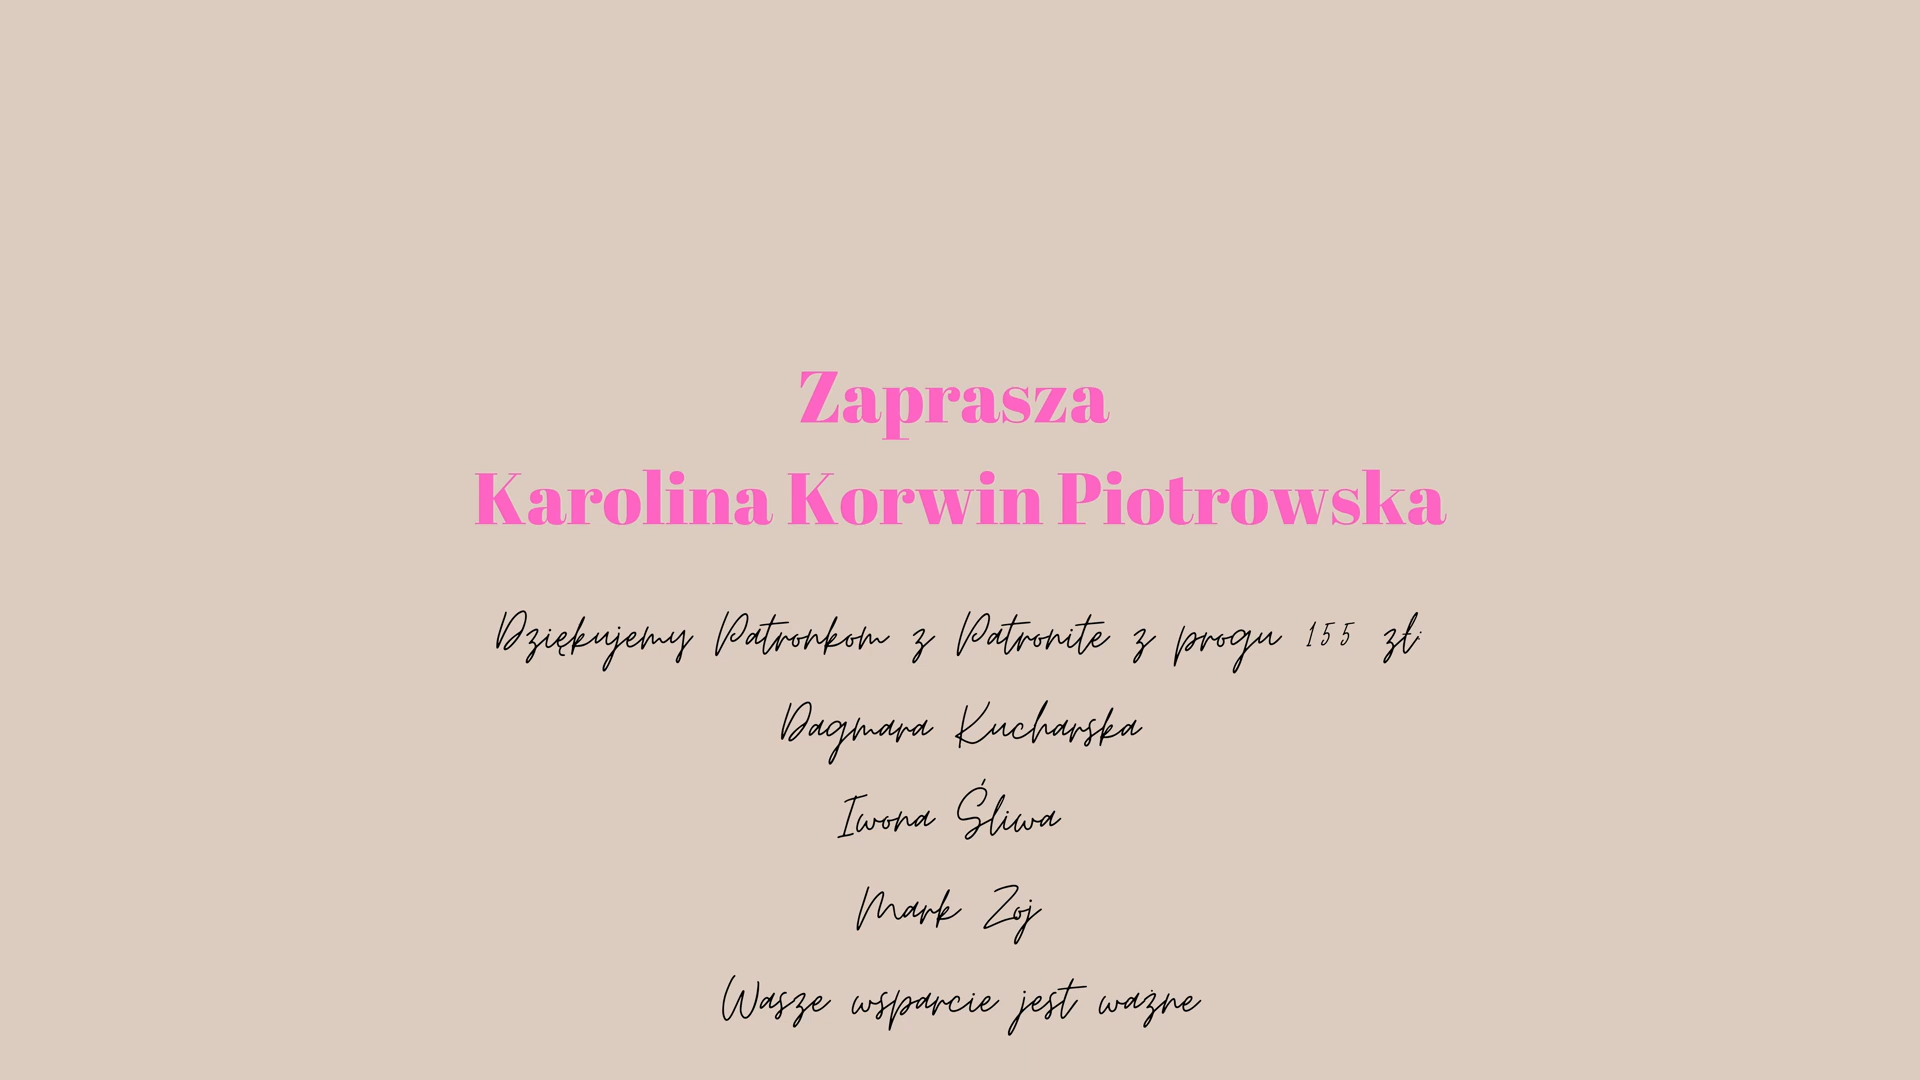 Zaprasza
Karolina Korwin Piotrowska
Dziękujemy Patronkom z Patronite z progu 155 zł:
Dagmara Kucharska
Iwona Śliwa
Mark Zoj
Wasze wsparcie jest ważne